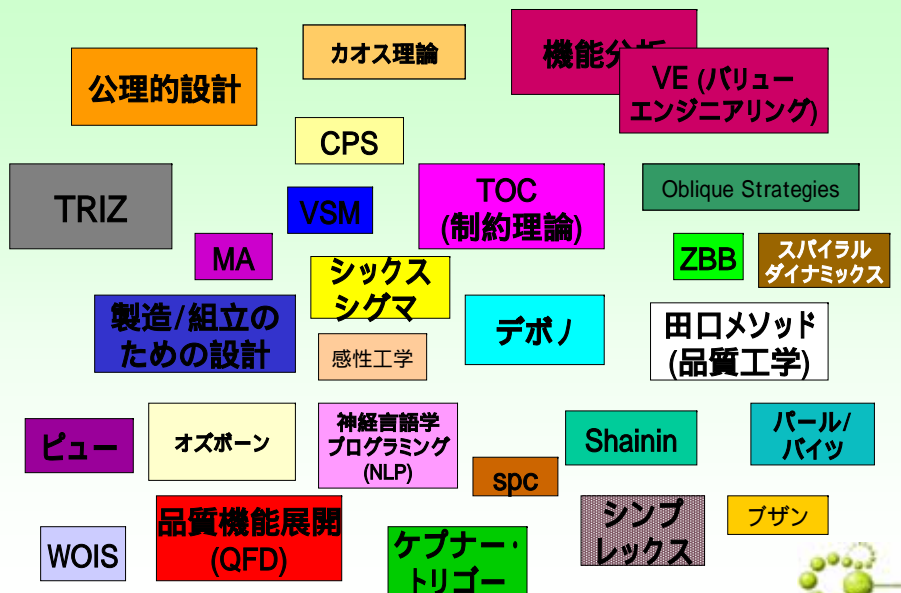 公理的設計
カオス理論
機能分析
VE (バリュー
エンジニアリング)
CPS
TRIZ
VSM
TOC
(制約理論)
Oblique Strategies
MA
シックス
シグマ
ZBB
スパイラル
ダイナミックス
製造/組立の
ための設計
感性工学
デボノ
田口メソッド
(品質工学)
ピュー
オズボーン
神経言語学
プログラミング
(NLP)
spc
Shainin
パール/
バイツ
WOIS
品質機能展開
(QFD)
ケプナー・
トリゴー
シンプ
レックス
ブザン